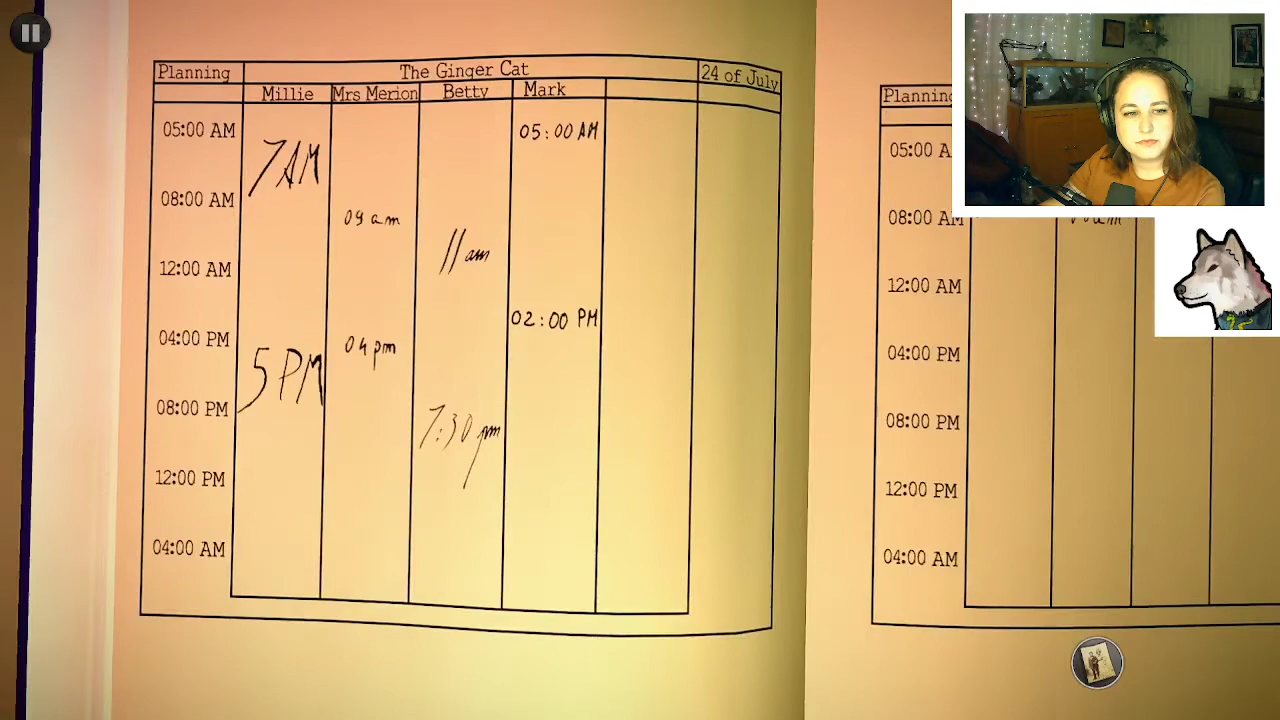 Planning The Ginger Cat 24 of July
Millie Mrs Merion Betty Mark
05:00 AM 05:00 AM
7 AM
08:00 AM
09 am
11 am
12:00 AM
02:00 PM
04:00 PM
04 pm
5 PM
08:00 PM
7:30 pm
12:00 PM
04:00 AM
Planning
05:00 A
08:00 AM
12:00 AM
04:00 PM
08:00 PM
12:00 PM
04:00 AM